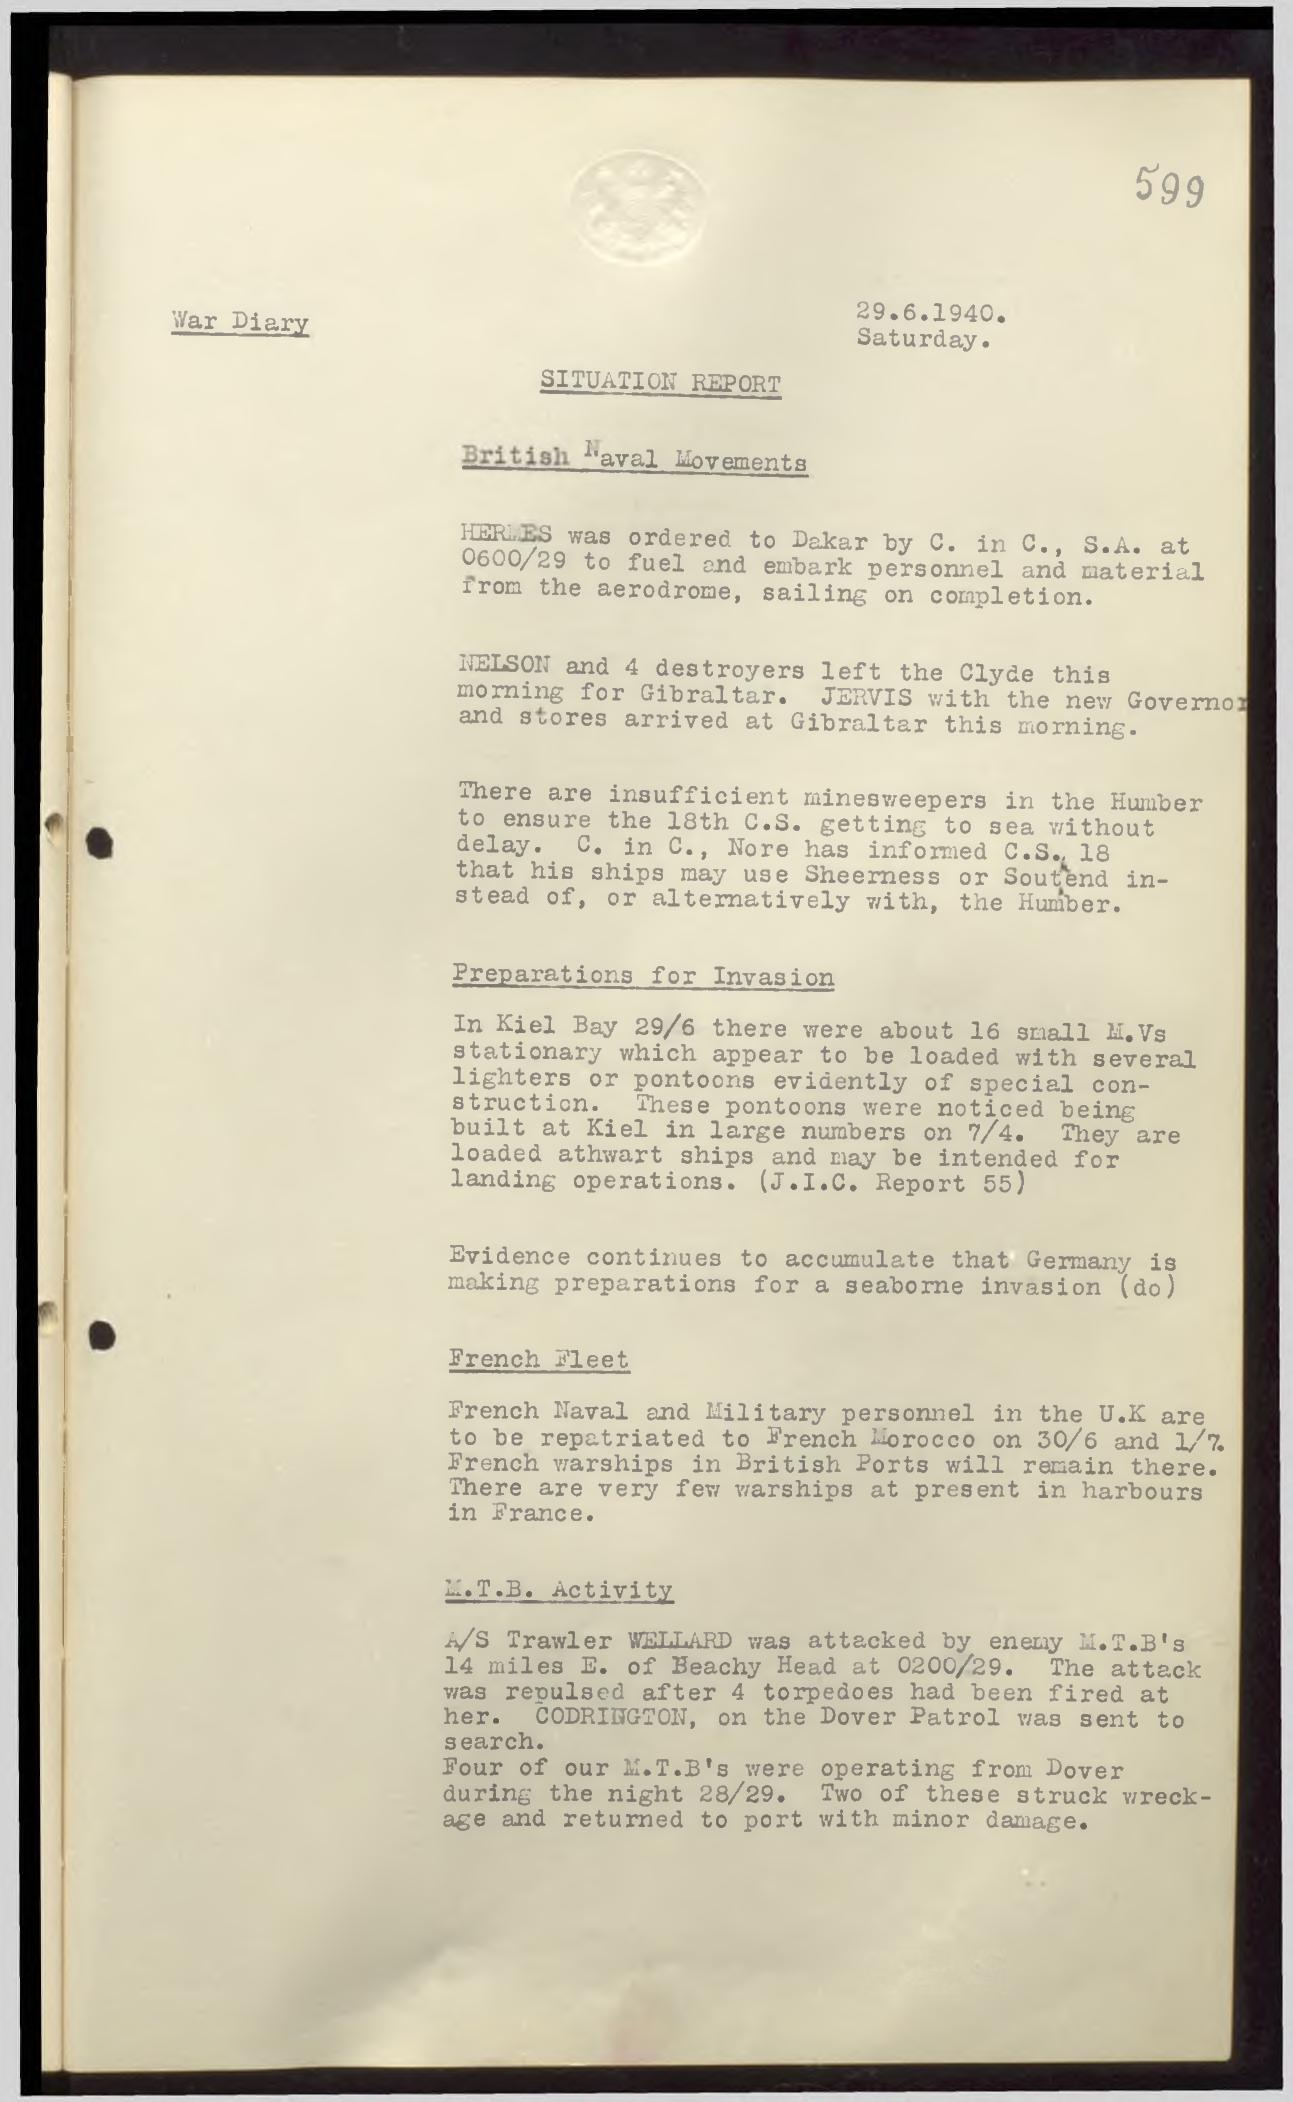 599
War Diary
29.6.1940.
Saturday.
SITUATION REPORT
British Naval Movements
HERMES was ordered to Dakar by C. in C., S.A. at
0600/29 to fuel and embark personnel and material
from the aerodrome, sailing on completion.
NELSON and 4 destroyers left the Clyde this
morning for Gibraltar. JERVIS with the new Governor
and stores arrived at Gibraltar this morning.
There are insufficient minesweepers in the Humber
to ensure the 18th C.S. getting to sea without
delay. C. in C., Nore has informed C.S., 18
that his ships may use Sheerness or Soutend in-
stead of, or alternatively with, the Humber.
Preparations for Invasion
In Kiel Bay 29/6 there were about 16 small M.Vs
stationary which appear to be loaded with several
lighters or pontoons evidently of special con-
struction. These pontoons were noticed being
built at Kiel in large numbers on 7/4. They are
loaded athwart ships and may be intended for
landing operations. (J.I.C. Report 55)
Evidence continues to accumulate that Germany is
making preparations for a seaborne invasion (do)
French Fleet
French Naval and Military personnel in the U.K are
to be repatriated to French Morocco on 30/6 and 1/7.
French warships in British Ports will remain there.
There are very few warships at present in harbours
in France.
M.T.B. Activity
A/S Trawler WELLARD was attacked by enemy M.T.B's
14 miles E. of Beachy Head at 0200/29. The attack
was repulsed after 4 torpedoes had been fired at
her. CODRINGTON, on the Dover Patrol was sent to
search.
Four of our M.T.B's were operating from Dover
during the night 28/29. Two of these struck wreck-
age and returned to port with minor damage.